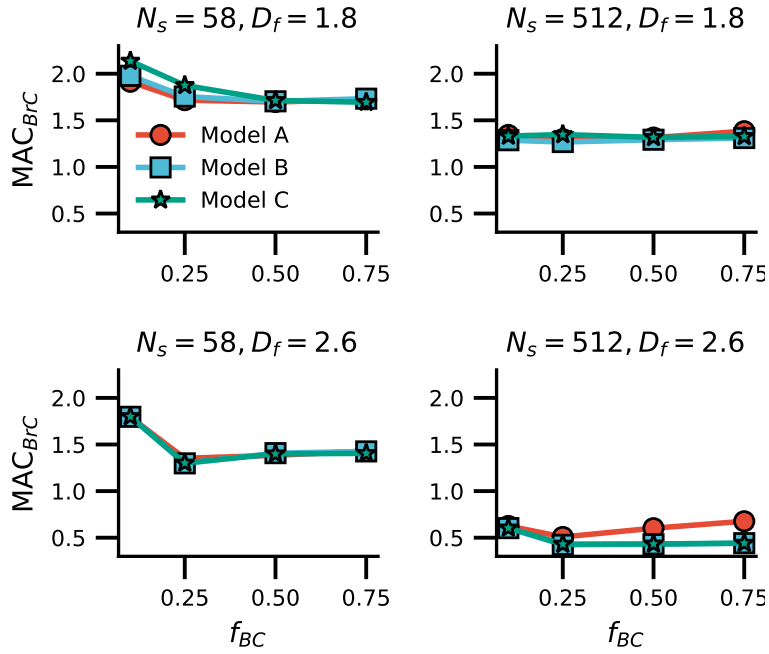 N_s = 58, D_f = 1.8
MAC_BrC
2.0
1.5
1.0
0.5
Model A
Model B
Model C
0.25 0.50 0.75
N_s = 512, D_f = 1.8
2.0
1.5
1.0
0.5
0.25 0.50 0.75
N_s = 58, D_f = 2.6
MAC_BrC
2.0
1.5
1.0
0.5
0.25 0.50 0.75
f_BC
N_s = 512, D_f = 2.6
2.0
1.5
1.0
0.5
0.25 0.50 0.75
f_BC